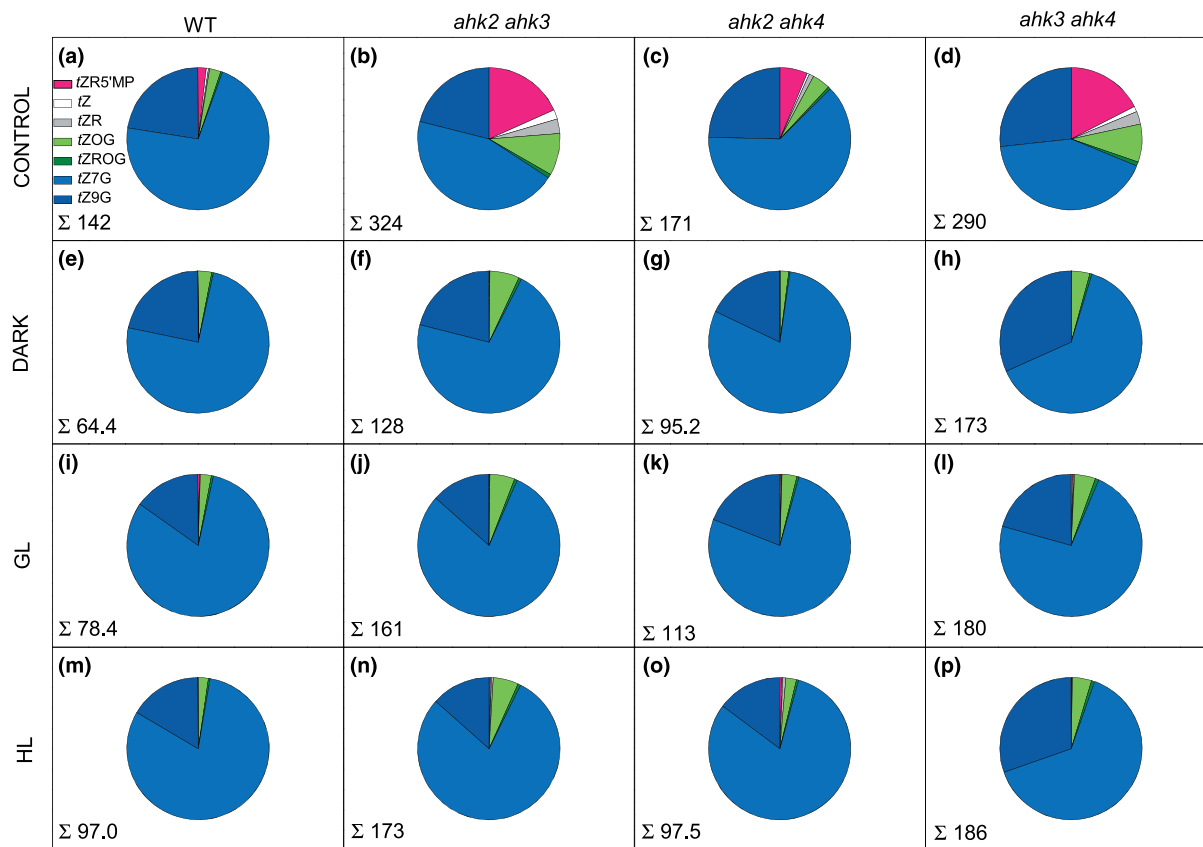 WT ahk2 ahk3 ahk2 ahk4 ahk3 ahk4
CONTROL
(a) (b) (c) (d)
tZR5'MP
tZ
tZR
tZOG
tZROG
tZ7G
tZ9G
Σ 142 Σ 324 Σ 171 Σ 290
DARK
(e) (f) (g) (h)
Σ 64.4 Σ 128 Σ 95.2 Σ 173
GL
(i) (j) (k) (l)
Σ 78.4 Σ 161 Σ 113 Σ 180
HL
(m) (n) (o) (p)
Σ 97.0 Σ 173 Σ 97.5 Σ 186